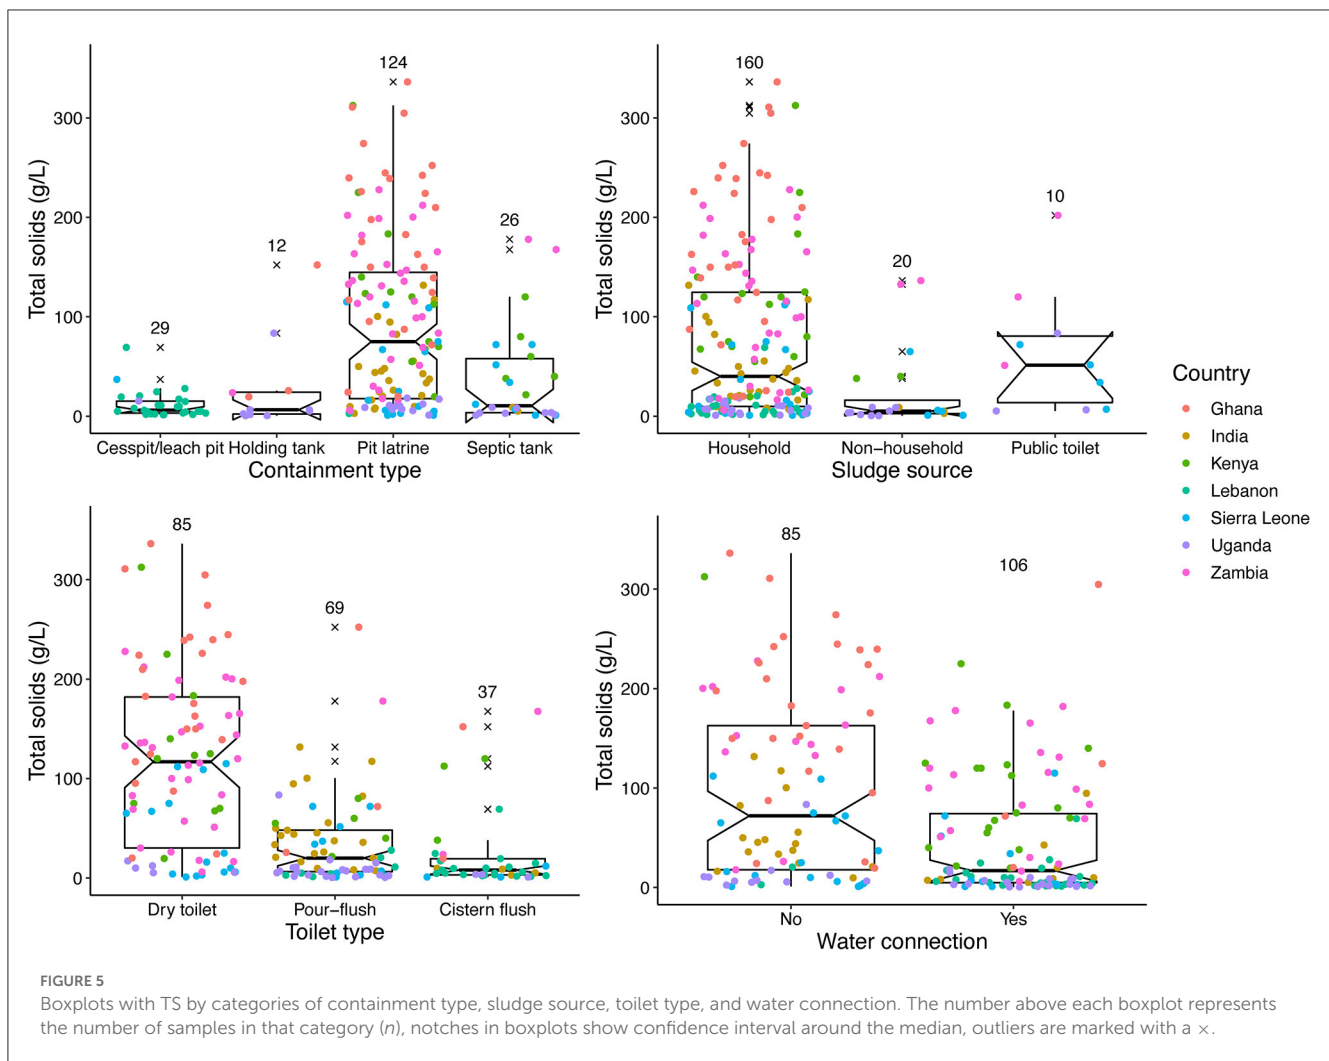 124
300
200
100
0
Total solids (g/L)
29
12
26
Cesspit/leach pit
Holding tank
Pit latrine
Septic tank
Containment type
160
300
200
100
0
Total solids (g/L)
20
10
Household
Non–household
Public toilet
Sludge source
Country
Ghana
India
Kenya
Lebanon
Sierra Leone
Uganda
Zambia
85
300
200
100
0
Total solids (g/L)
69
37
Dry toilet
Pour–flush
Cistern flush
Toilet type
85
106
300
200
100
0
Total solids (g/L)
No
Yes
Water connection
FIGURE 5
Boxplots with TS by categories of containment type, sludge source, toilet type, and water connection. The number above each boxplot represents
the number of samples in that category (n), notches in boxplots show confidence interval around the median, outliers are marked with a ×.